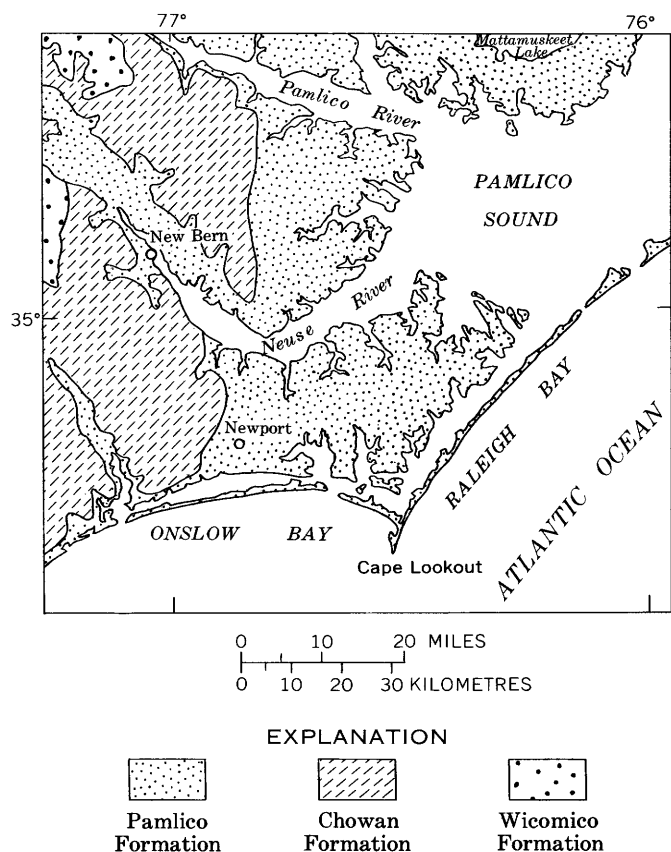 77°
76°
Mattamuskeet
Lake
Pamlico River
PAMLICO
SOUND
New Bern
35°
Neuse River
Newport
RALEIGH BAY
ATLANTIC OCEAN
ONSLOW BAY
Cape Lookout
0 10 20 MILES
0 10 20 30 KILOMETRES
EXPLANATION
Pamlico
Formation
Chowan
Formation
Wicomico
Formation